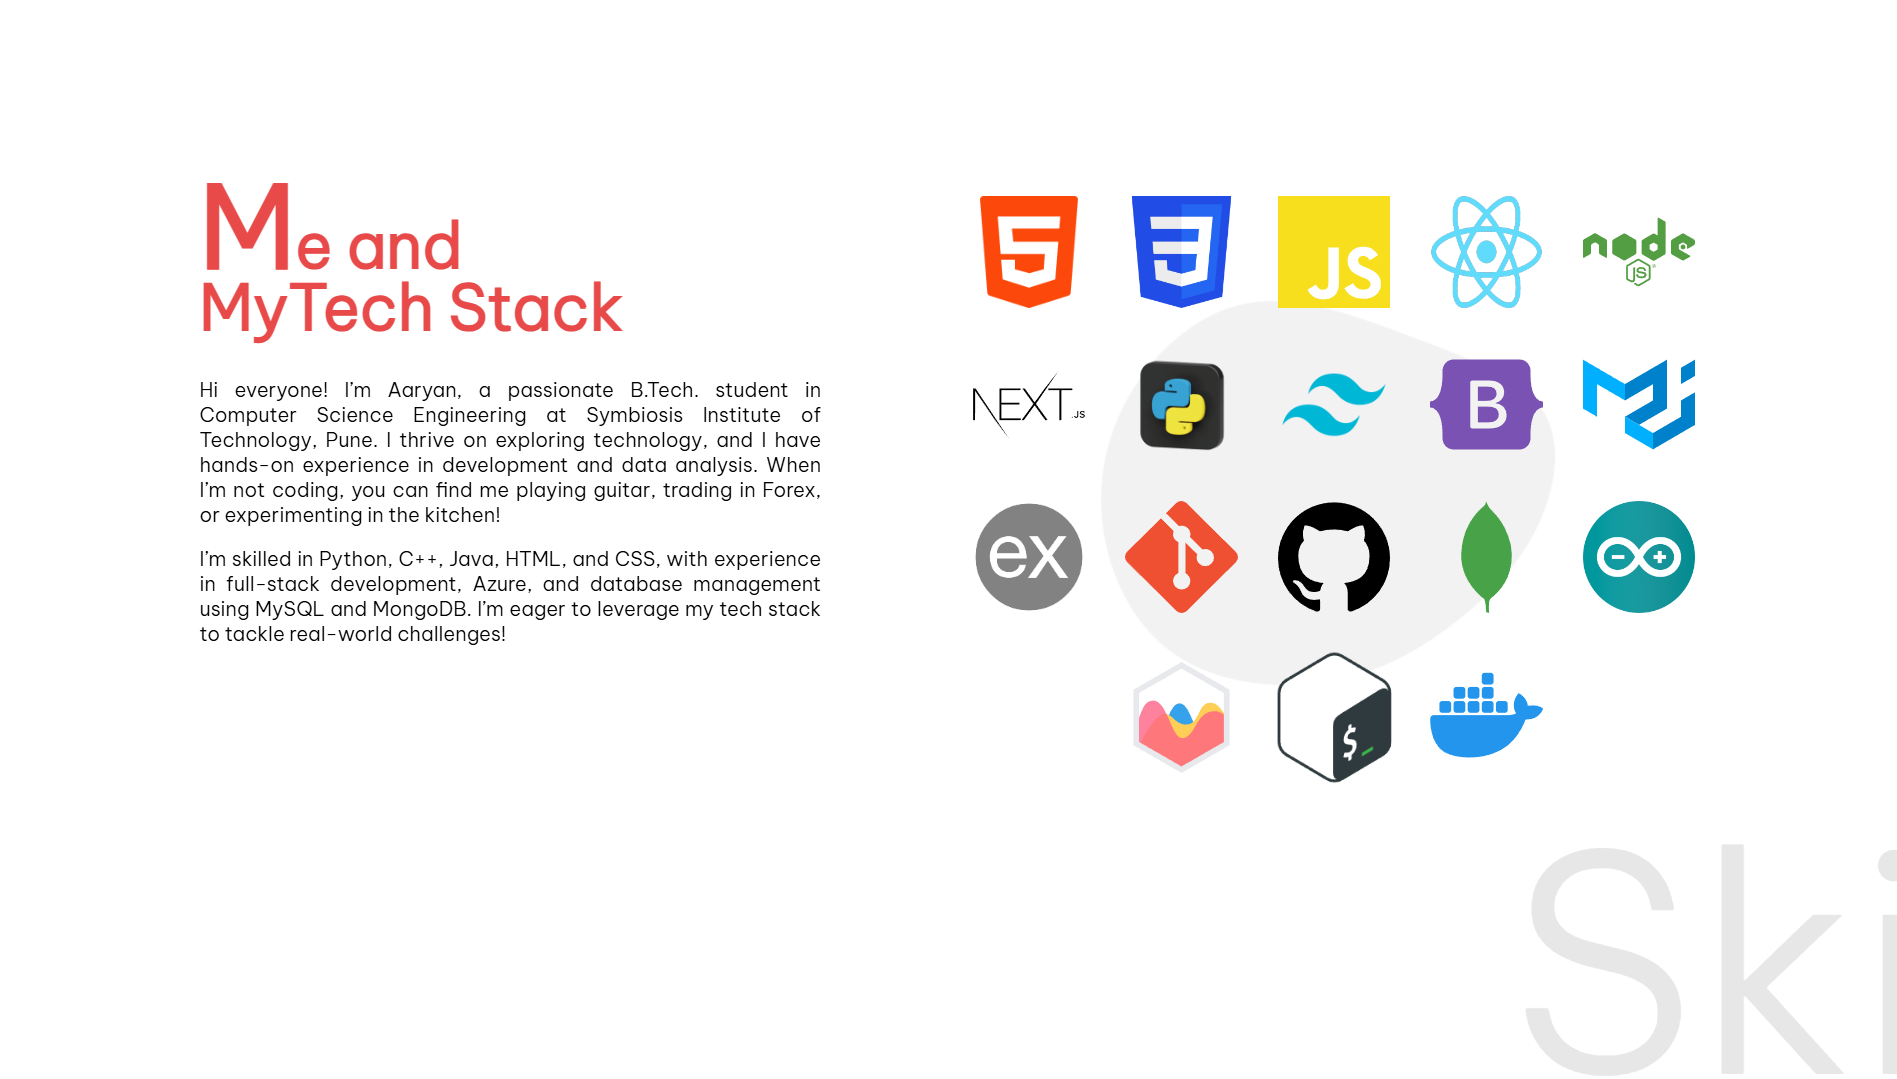 Me and
MyTech Stack
Hi everyone! I'm Aaryan, a passionate B.Tech. student in
Computer Science Engineering at Symbiosis Institute of
Technology, Pune. I thrive on exploring technology, and I have
hands-on experience in development and data analysis. When
I'm not coding, you can find me playing guitar, trading in Forex,
or experimenting in the kitchen!
I'm skilled in Python, C++, Java, HTML, and CSS, with experience
in full-stack development, Azure, and database management
using MySQL and MongoDB. I'm eager to leverage my tech stack
to tackle real-world challenges!
JS
node
JS
NEXT.JS
B
ex
$_
Ski